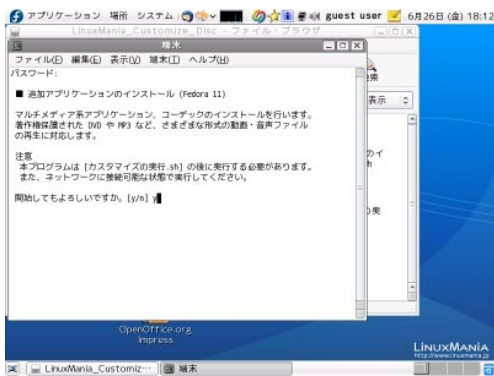 アプリケーション 場所 システム guest user 6月26日 (金) 18:12
LinuxMania_Customize_Disc - ファイル・ブラウザ
端末
ファイル(F) 編集(E) 表示(V) 端末(T) ヘルプ(H)
パスワード:
■ 追加アプリケーションのインストール (Fedora 11)
マルチメディア系アプリケーション、コーデックのインストールを行います。
著作権保護された DVD や MP3 など、さまざまな形式の動画・音声ファイル
の再生に対応します。
注意
本プログラムは [カスタマイズの実行.sh] の後に実行する必要があります。
また、ネットワークに接続可能な状態で実行してください。
開始してもよろしいですか。[y/n] y
表示
のイ
h
の実
OpenOffice.org
Impress
LINUXMANIA
http://www.linuxmania.jp
LinuxMania_Customiz…
端末